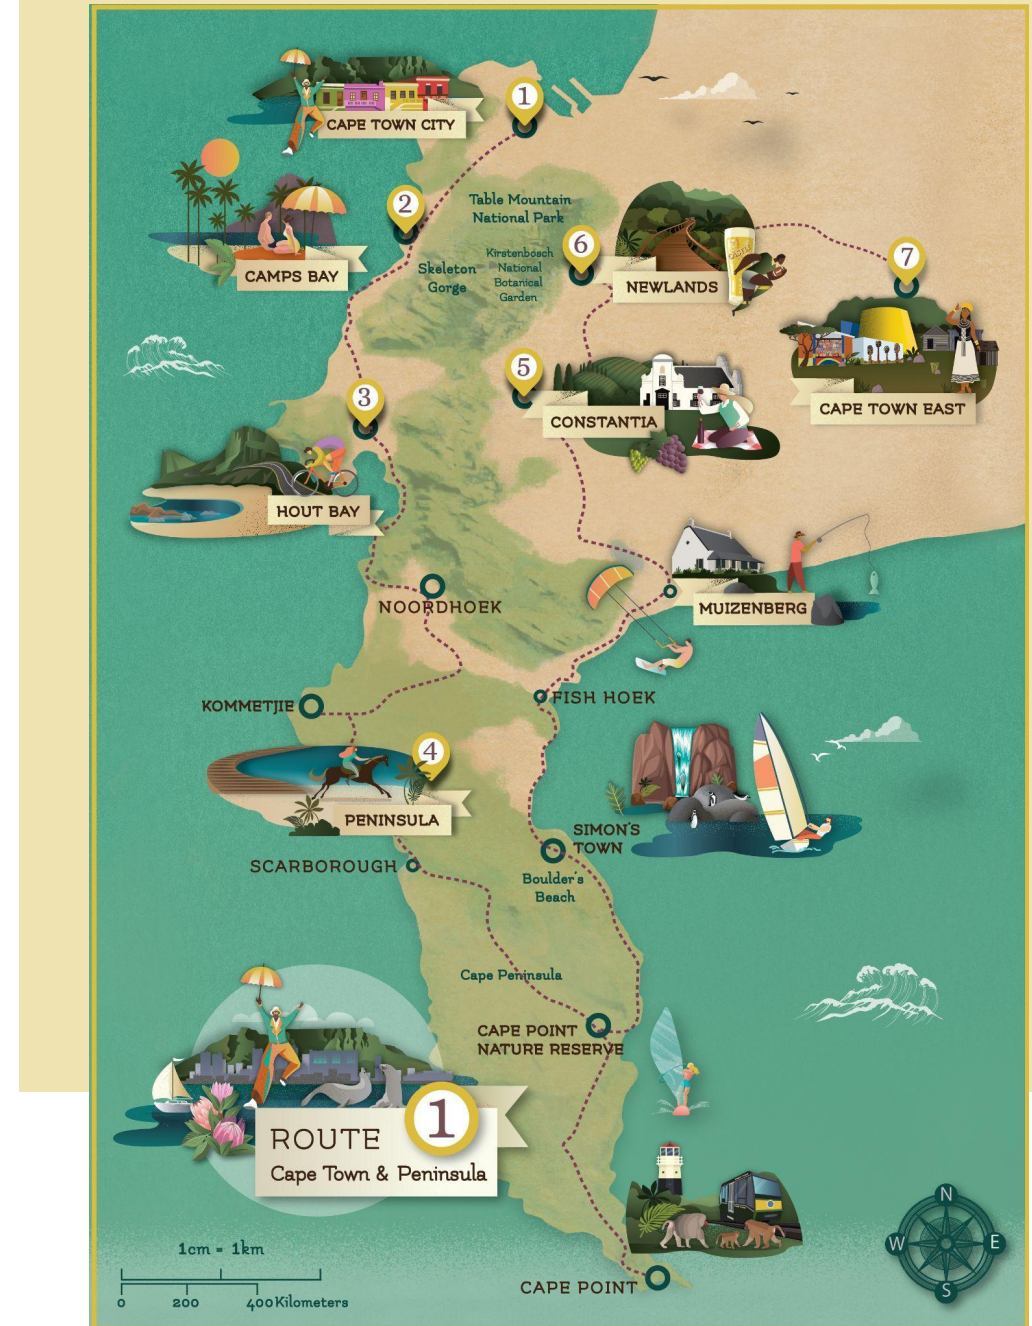 1
CAPE TOWN CITY
2
Table Mountain
National Park
6
Kirstenbosch
National
Botanical
Garden
Skeleton
Gorge
CAMPS BAY
NEWLANDS
7
5
3
CONSTANTIA
CAPE TOWN EAST
HOUT BAY
NOORDHOEK
MUIZENBERG
KOMMETJIE
FISH HOEK
4
PENINSULA
SIMON'S
TOWN
SCARBOROUGH
Boulder's
Beach
Cape Peninsula
CAPE POINT
NATURE RESERVE
1
ROUTE
Cape Town & Peninsula
N
W
E
S
1cm = 1km
0 200 400 Kilometers
CAPE POINT